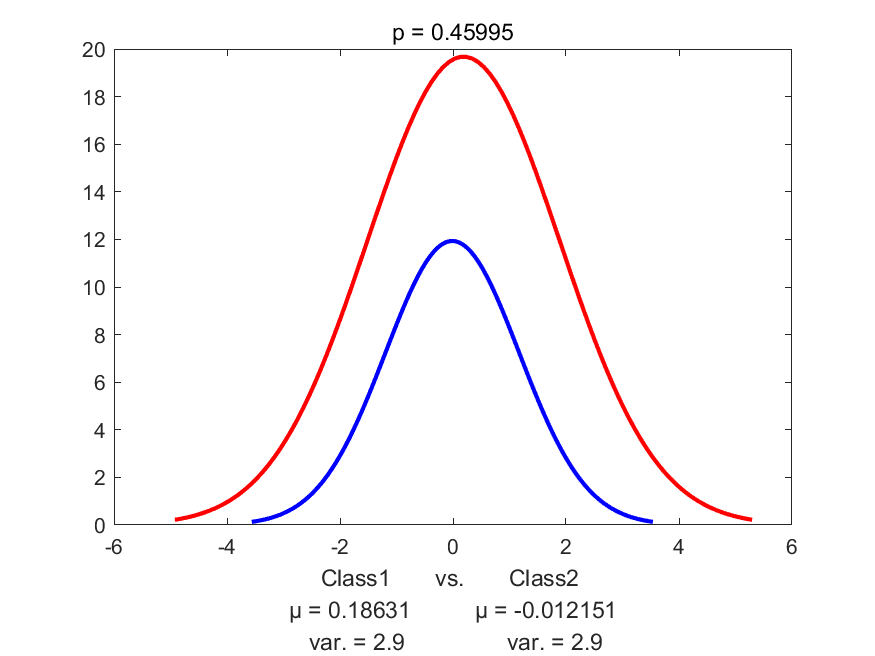 p = 0.45995
20
18
16
14
12
10
8
6
4
2
0
-6 -4 -2 0 2 4 6
Class1 vs. Class2
μ = 0.18631 μ = -0.012151
var. = 2.9 var. = 2.9